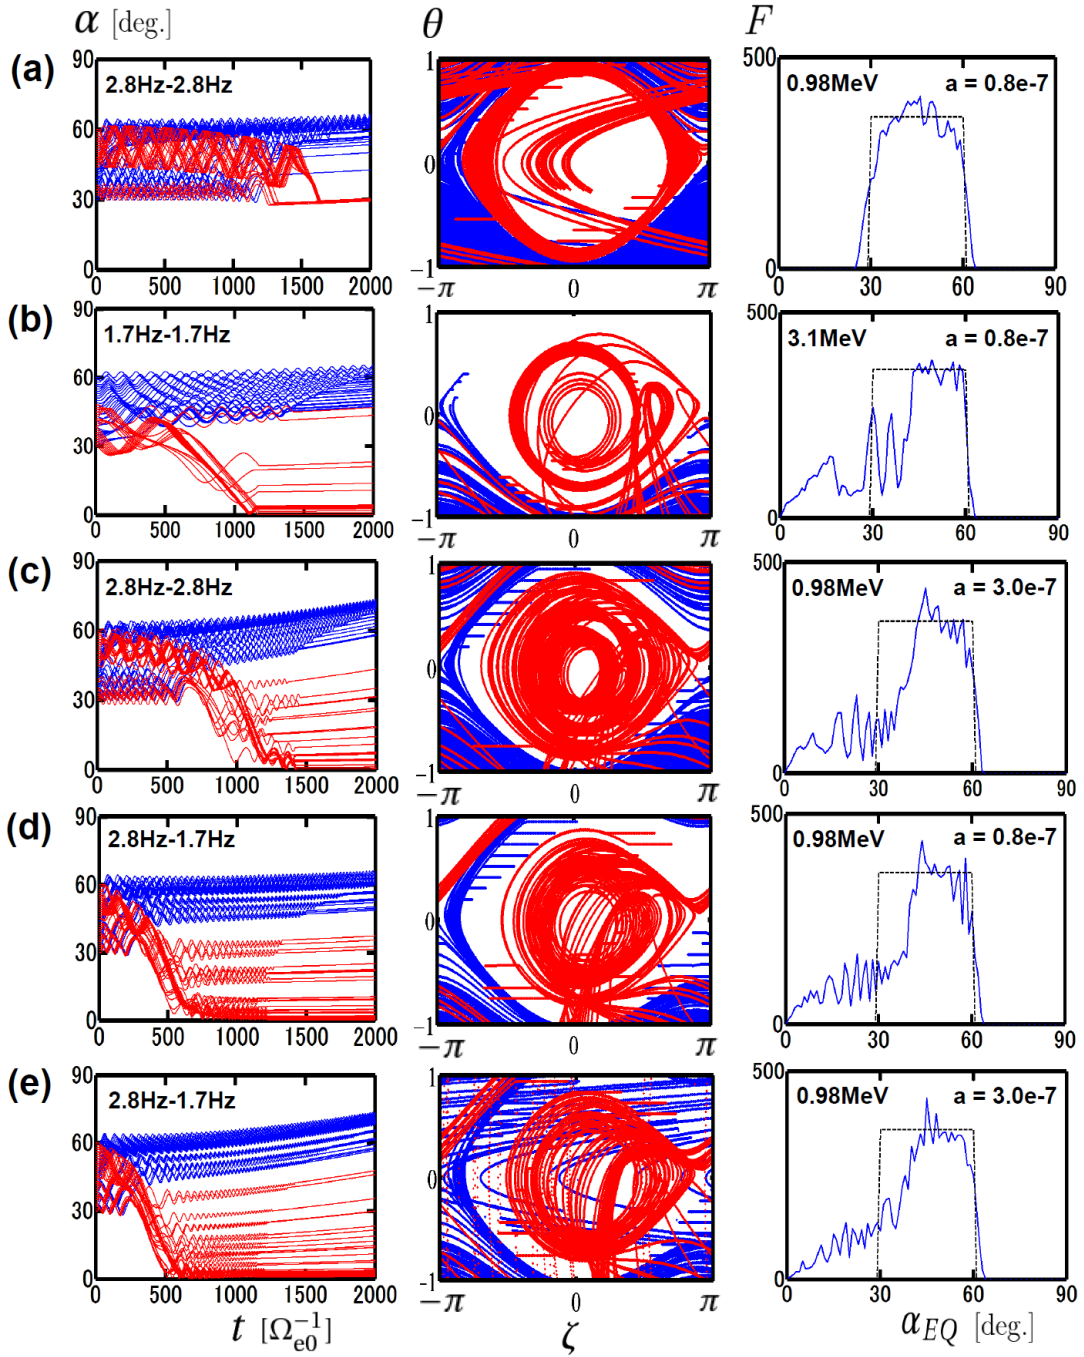 α [deg.] θ F
(a)
90 60 30 0
2.8Hz-2.8Hz
0 500 1000 1500 2000
1 0 −1
−π 0 π
500 0
0.98MeV a = 0.8e-7
0 30 60 90
(b)
90 60 30 0
1.7Hz-1.7Hz
0 500 1000 1500 2000
1 0 −1
−π 0 π
500 0
3.1MeV a = 0.8e-7
0 30 60 90
(c)
90 60 30 0
2.8Hz-2.8Hz
0 500 1000 1500 2000
1 0 −1
−π 0 π
500 0
0.98MeV a = 3.0e-7
0 30 60 90
(d)
90 60 30 0
2.8Hz-1.7Hz
0 500 1000 1500 2000
1 0 −1
−π 0 π
500 0
0.98MeV a = 0.8e-7
0 30 60 90
(e)
90 60 30 0
2.8Hz-1.7Hz
0 500 1000 1500 2000
1 0 −1
−π 0 π
500 0
0.98MeV a = 3.0e-7
0 30 60 90
t [Ω_{e0}^{-1}] ζ α_{EQ} [deg.]